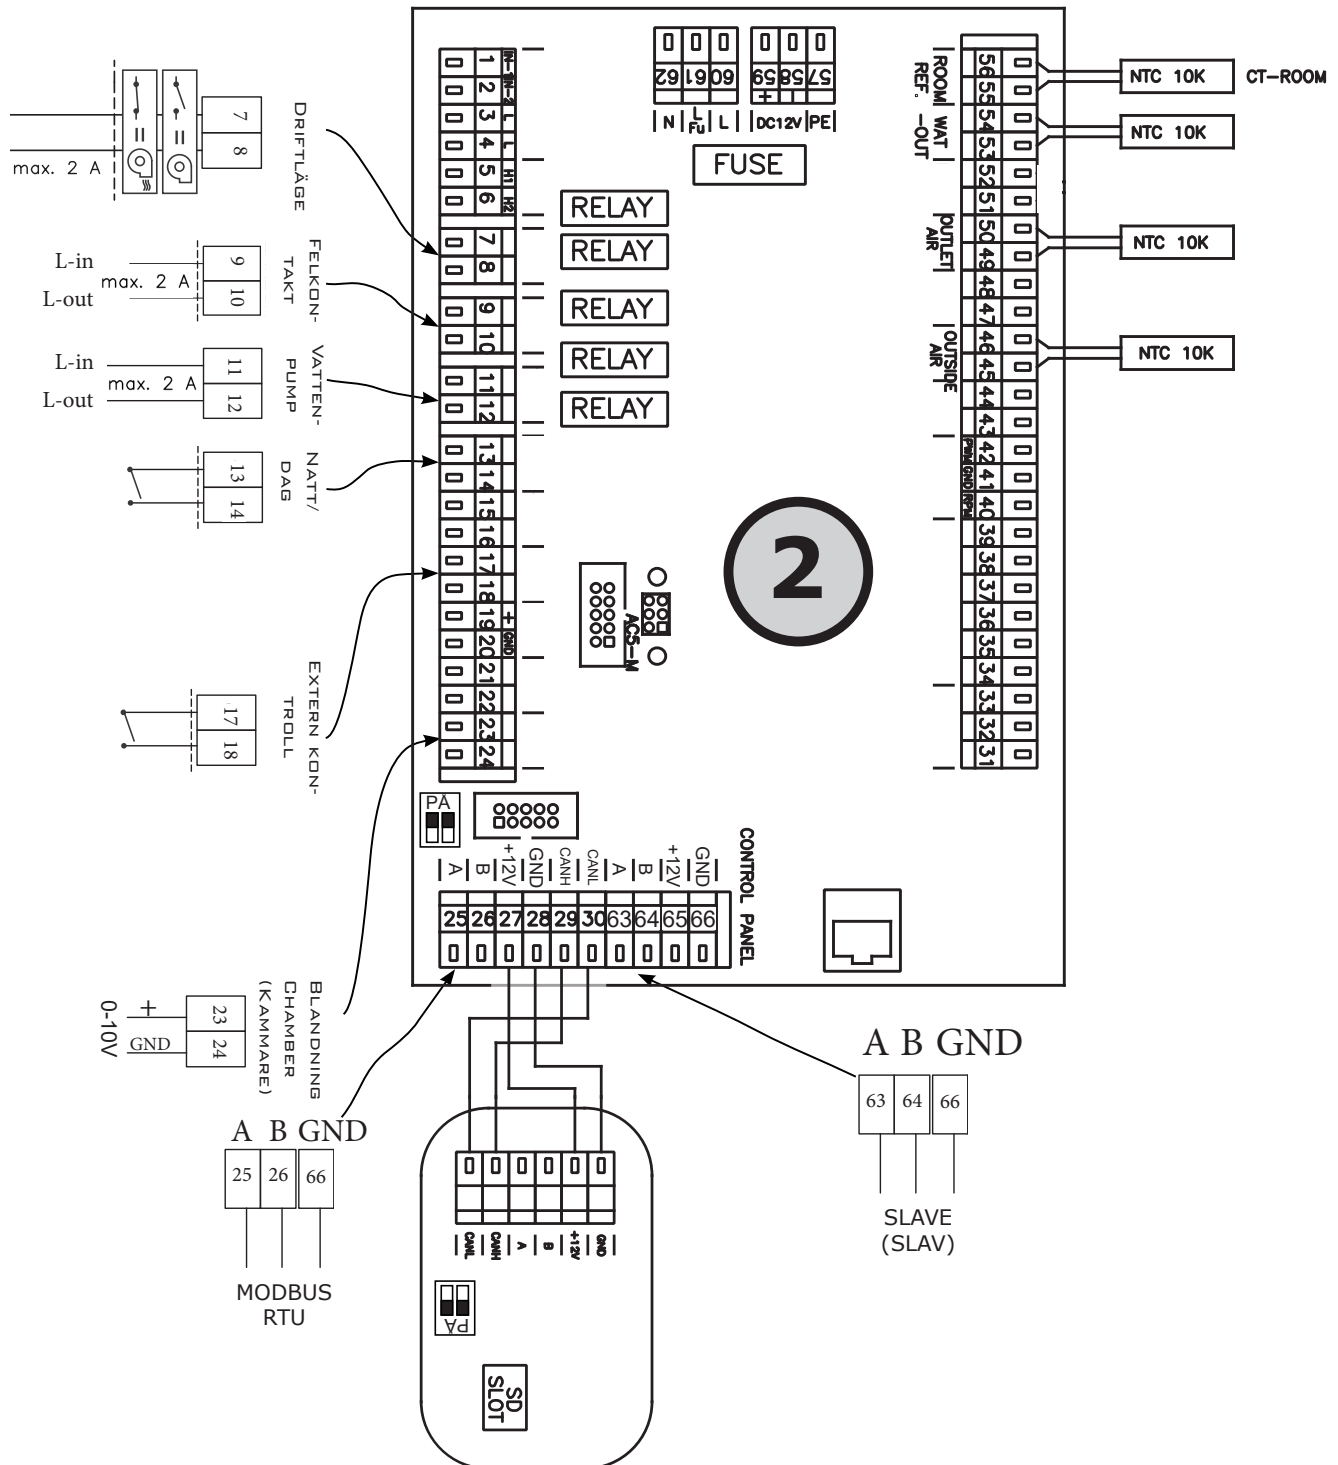 62 61 60 59 58 57
+ −
N L Fu L DC12V PE
FUSE
1 IN-1
2 IN-2
3 L
4 L
5 H1
6 H2
7
8
9
10
11
12
13
14
15
16
17
18
19 +
20 GND
21
22
23
24
RELAY
RELAY
RELAY
RELAY
RELAY
56
55
54
53
52
51
50
49
48
47
46
45
44
43
42 PWM
41 GND
40 RPM
39
38
37
36
35
34
33
32
31
ROOM
REF.
WAT
-OUT
OUTLET
AIR
OUTSIDE
AIR
NTC 10K CT-ROOM
NTC 10K
NTC 10K
NTC 10K
7
8
max. 2 A
DRIFTLÄGE
L-in
max. 2 A
L-out
9
10
FELKON-
TAKT
L-in
max. 2 A
L-out
11
12
VATTEN-
PUMP
13
14
NATT/
DAG
17
18
EXTERN KON-
TROLL
0-10V
+
GND
23
24
BLANDNING
CHAMBER
(KAMMARE)
2
AC5-M
PÅ
A B +12V GND CANH CANL A B +12V GND
25 26 27 28 29 30 63 64 65 66
CONTROL PANEL
A B GND
25 26 66
MODBUS
RTU
A B GND
63 64 66
SLAVE
(SLAV)
CANL CANH A B +12V GND
PÅ
SD
SLOT